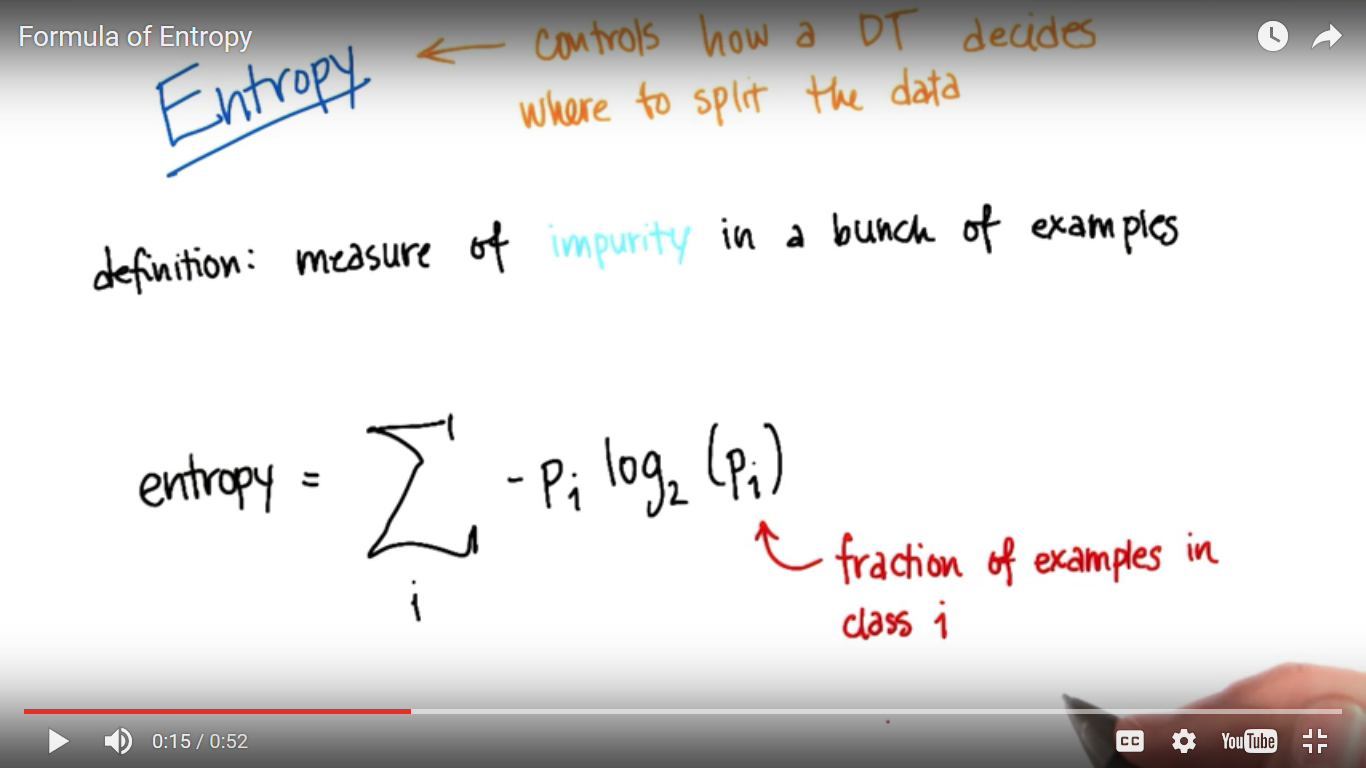 Formula of Entropy
Entropy ← controls how a DT decides
where to split the data
definition: measure of impurity in a bunch of examples
entropy = ∑ - pᵢ log₂ (pᵢ)
i
fraction of examples in
class i
0:15 / 0:52
CC
YouTube